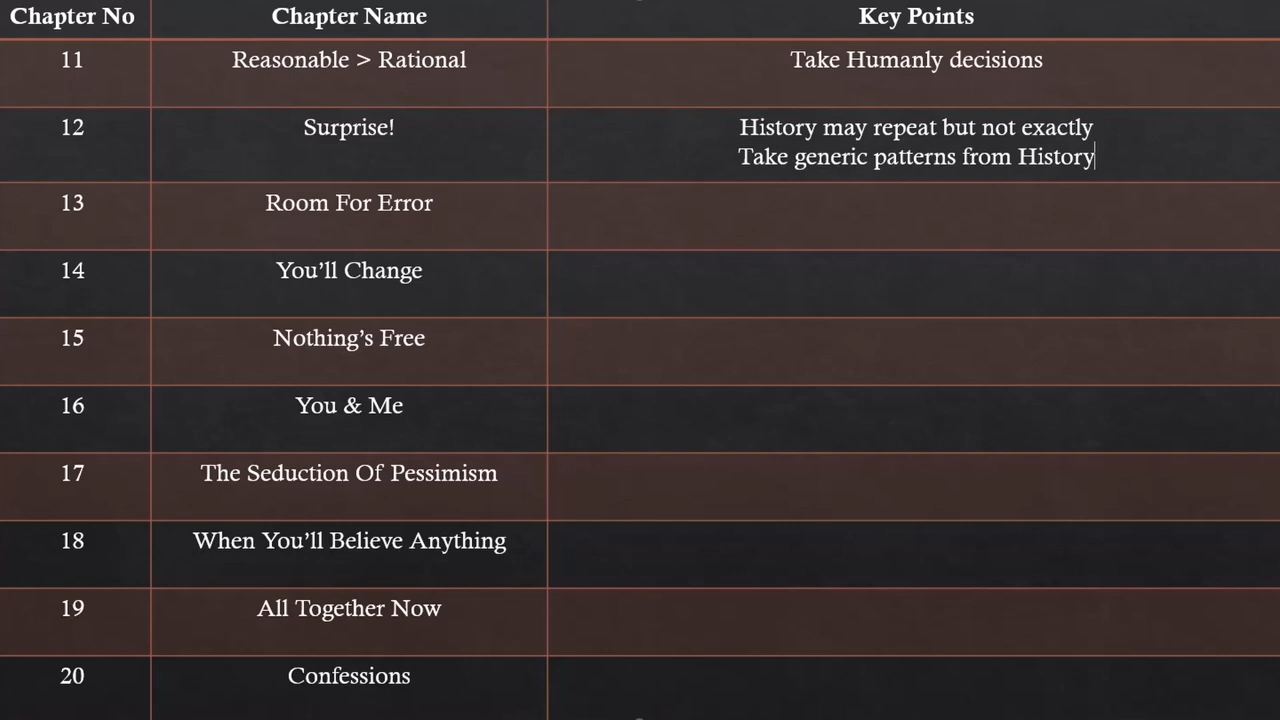 Chapter No Chapter Name Key Points
11 Reasonable > Rational Take Humanly decisions
12 Surprise! History may repeat but not exactly
Take generic patterns from History
13 Room For Error
14 You’ll Change
15 Nothing’s Free
16 You & Me
17 The Seduction Of Pessimism
18 When You’ll Believe Anything
19 All Together Now
20 Confessions